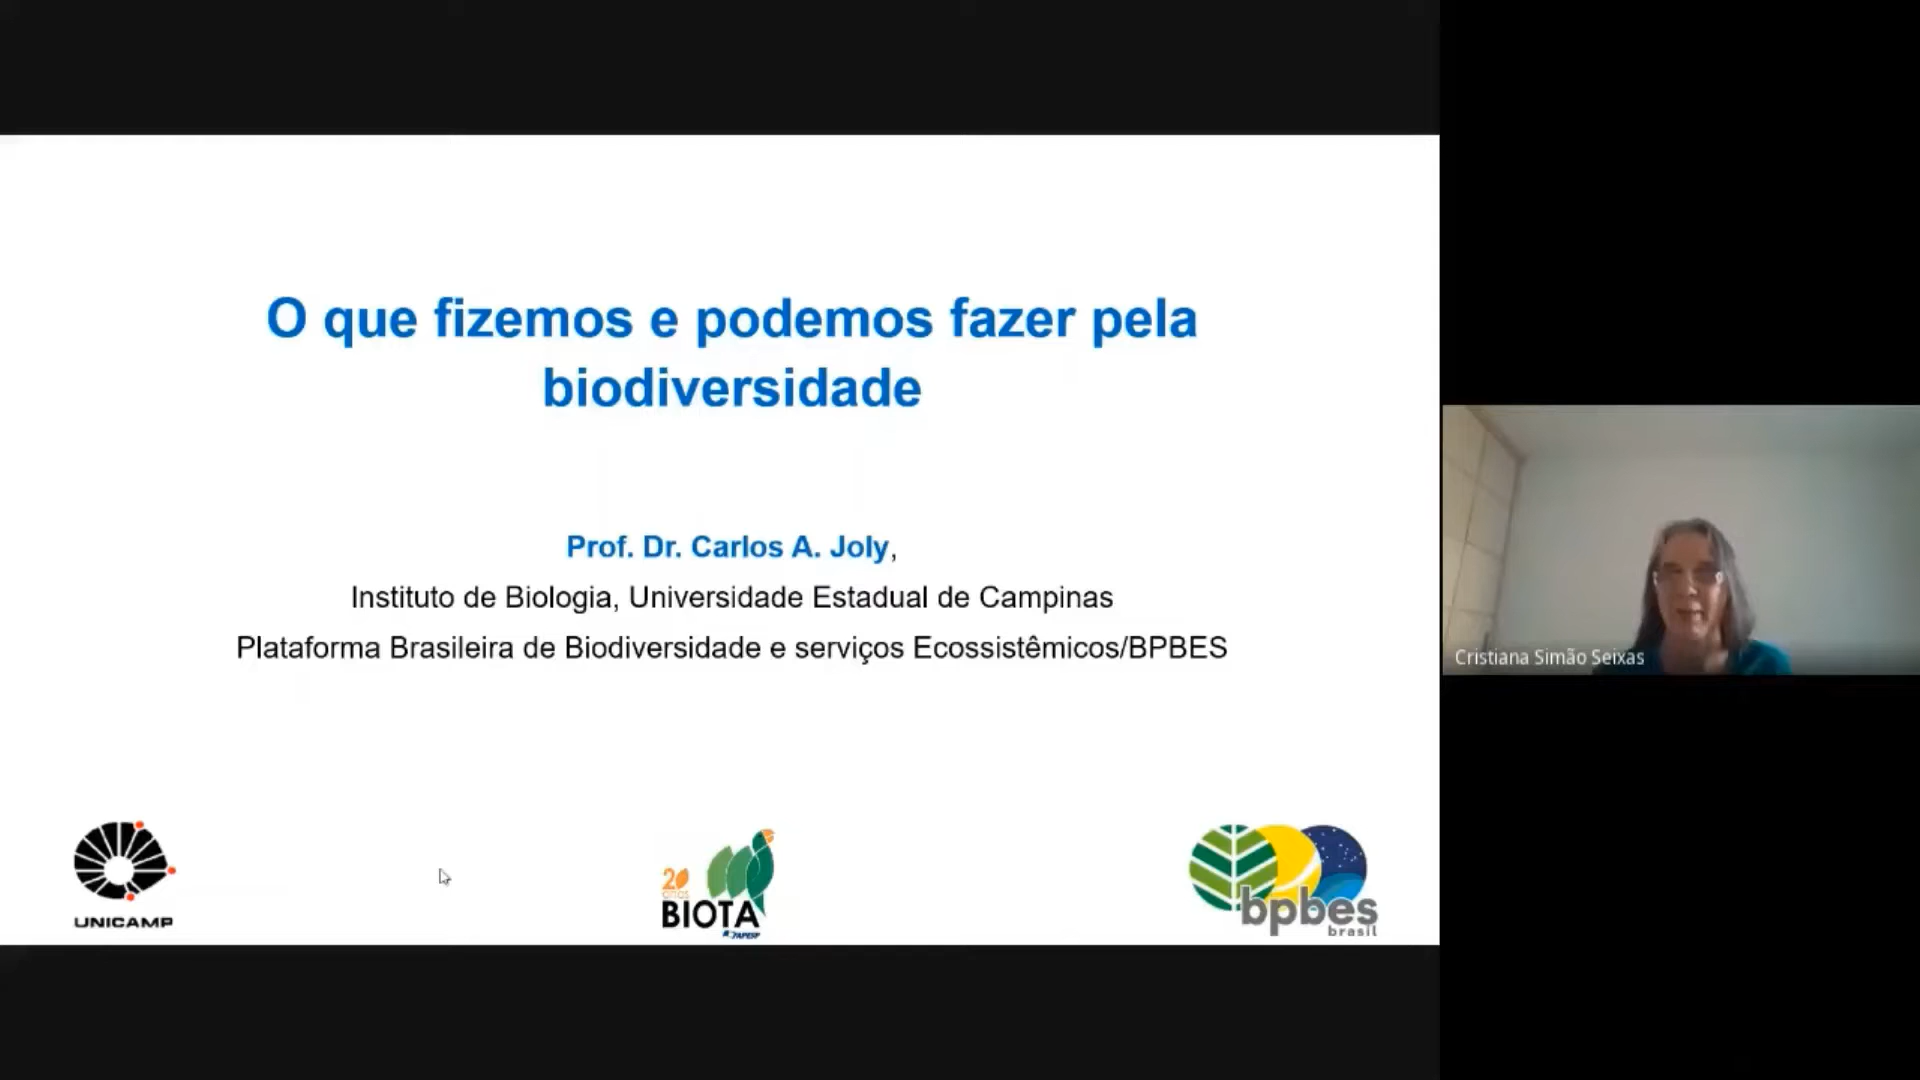 O que fizemos e podemos fazer pela
biodiversidade
Prof. Dr. Carlos A. Joly,
Instituto de Biologia, Universidade Estadual de Campinas
Plataforma Brasileira de Biodiversidade e serviços Ecossistêmicos/BPBES
Cristiana Simão Seixas
UNICAMP
20
anos
BIOTA
FAPESP
bpbes
brasil